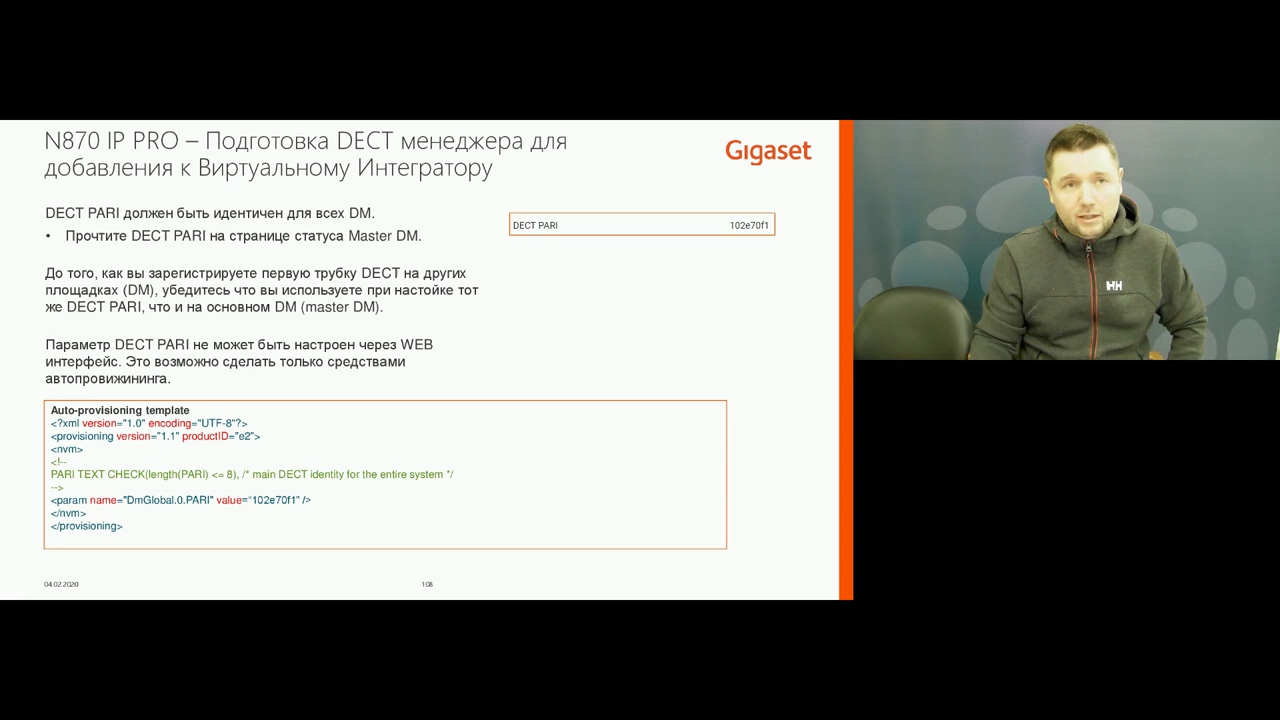 N870 IP PRO – Подготовка DECT менеджера для
добавления к Виртуальному Интегратору
Gigaset
DECT PARI должен быть идентичен для всех DM.
• Прочтите DECT PARI на странице статуса Master DM.
DECT PARI 102e70f1
До того, как вы зарегистрируете первую трубку DECT на других
площадках (DM), убедитесь что вы используете при настойке тот
же DECT PARI, что и на основном DM (master DM).
Параметр DECT PARI не может быть настроен через WEB
интерфейс. Это возможно сделать только средствами
автопровижининга.
Auto-provisioning template
<?xml version="1.0" encoding="UTF-8"?>
<provisioning version="1.1" productID="e2">
<nvm>
<!--
PARI TEXT CHECK(length(PARI) <= 8), /* main DECT identity for the entire system */
-->
<param name="DmGlobal.0.PARI" value="102e70f1" />
</nvm>
</provisioning>
04.02.2020
108
HH